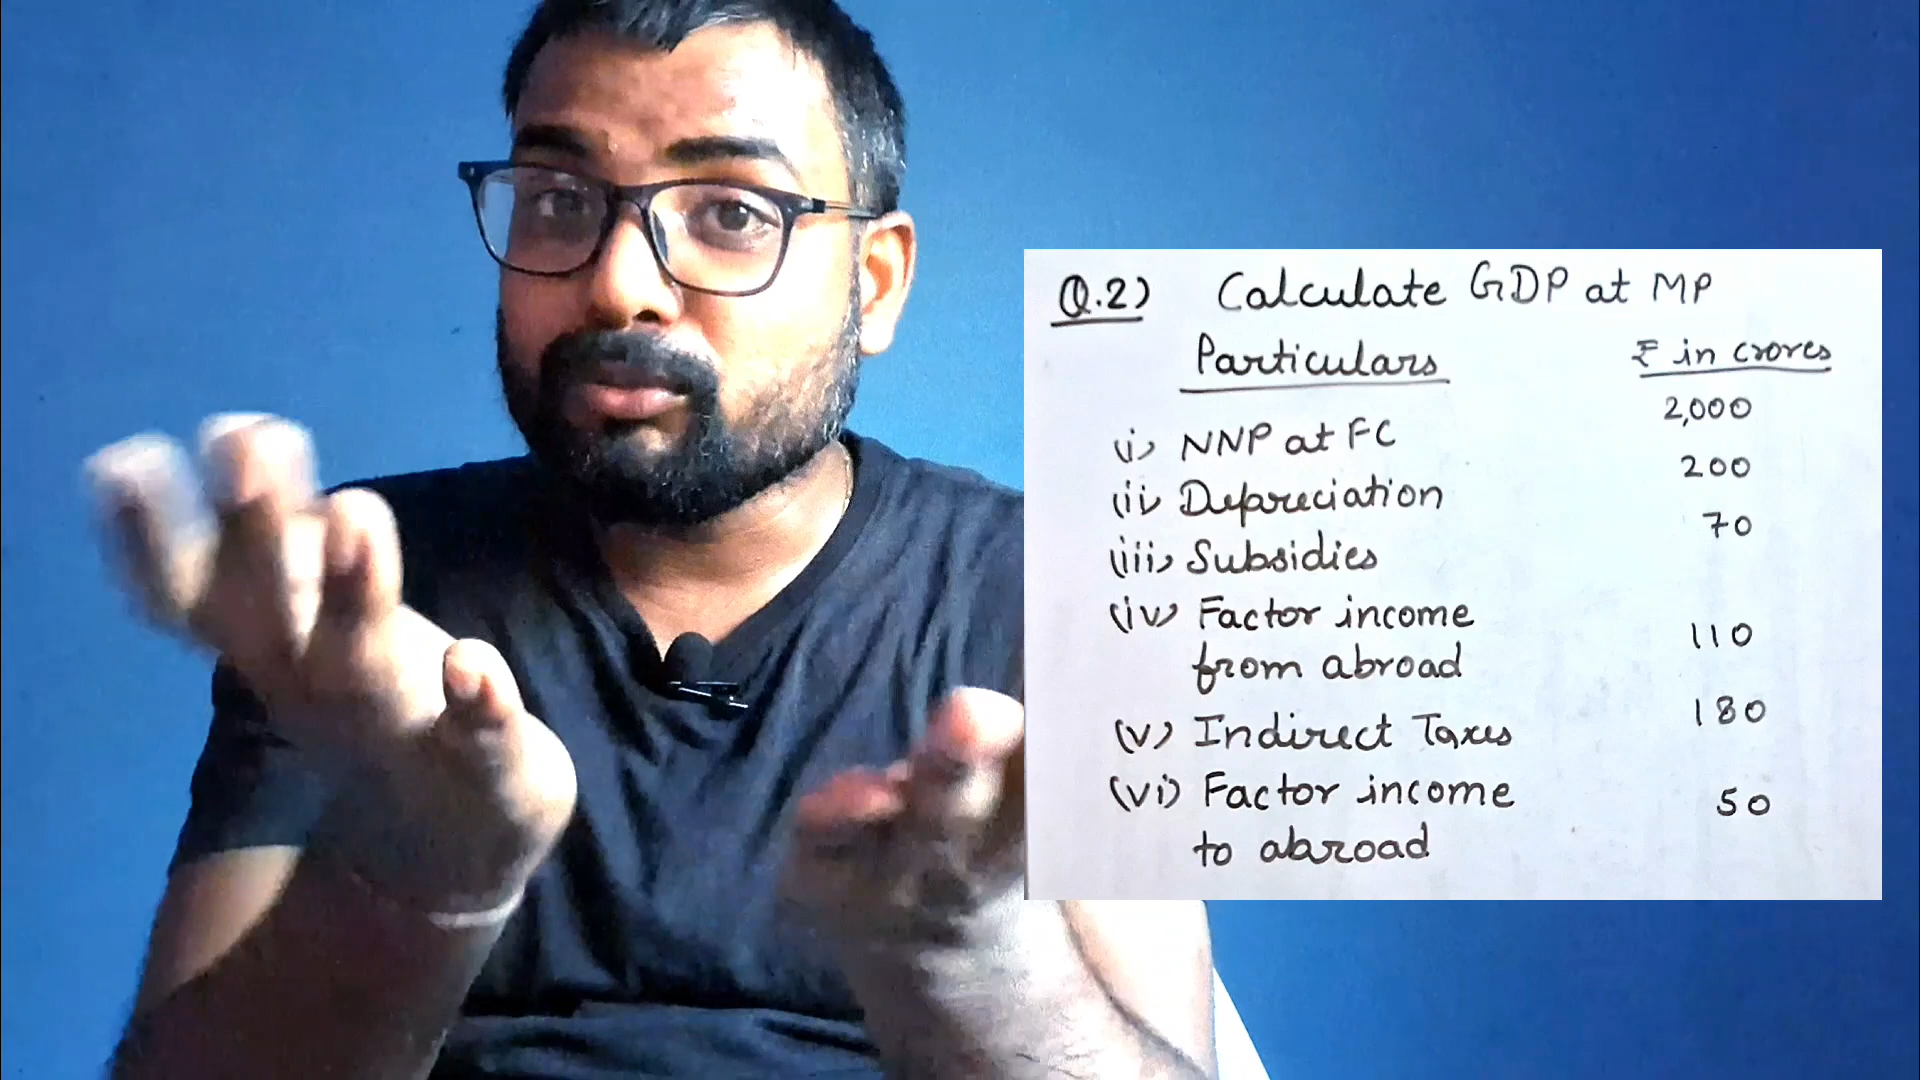 Q.2) Calculate GDP at MP
Particulars ₹ in crores
(i) NNP at FC 2,000
(ii) Depreciation 200
(iii) Subsidies 70
(iv) Factor income
from abroad 110
(v) Indirect Taxes 180
(vi) Factor income
to abroad 50